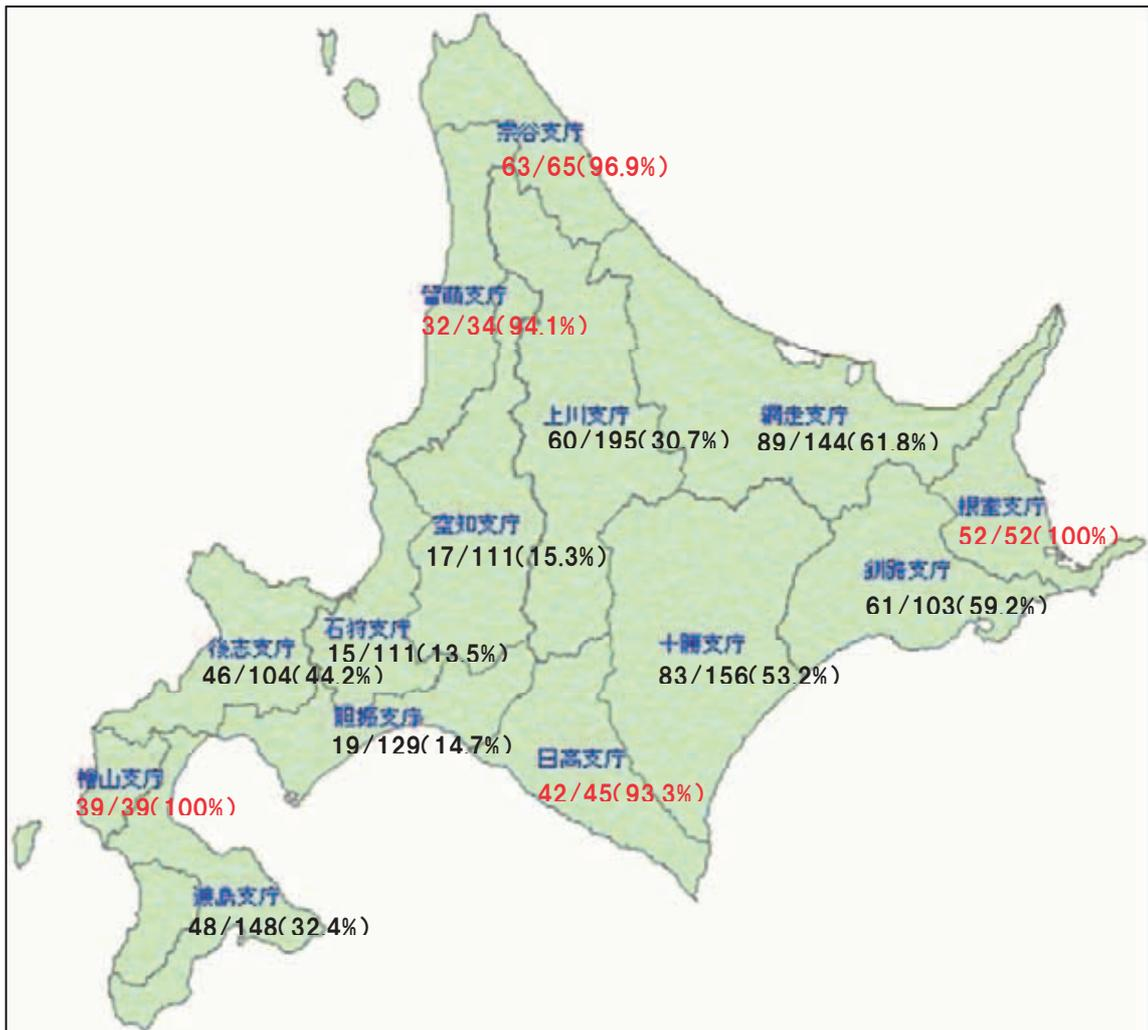 宗谷支庁
63/65(96.9%)
留萌支庁
32/34(94.1%)
上川支庁
60/195(30.7%)
網走支庁
89/144(61.8%)
根室支庁
52/52(100%)
空知支庁
17/111(15.3%)
釧路支庁
61/103(59.2%)
石狩支庁
15/111(13.5%)
後志支庁
46/104(44.2%)
十勝支庁
83/156(53.2%)
胆振支庁
19/129(14.7%)
日高支庁
42/45(93.3%)
檜山支庁
39/39(100%)
渡島支庁
48/148(32.4%)